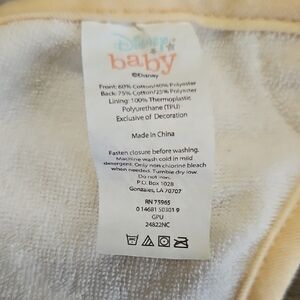 Disney
baby
©Disney
Front: 60% Cotton/40% Polyester
Back: 75% Cotton/25% Polyester
Lining: 100% Thermoplastic
Polyurethane (TPU)
Exclusive of Decoration
Made in China
Fasten closure before washing.
Machine wash cold in mild
detergent. Only non chlorine bleach
when needed. Tumble dry low.
Do not iron.
P.O. Box 1028
Gonzales, LA 70707
RN 75965
0 14681 50301 9
GPU
24822NC